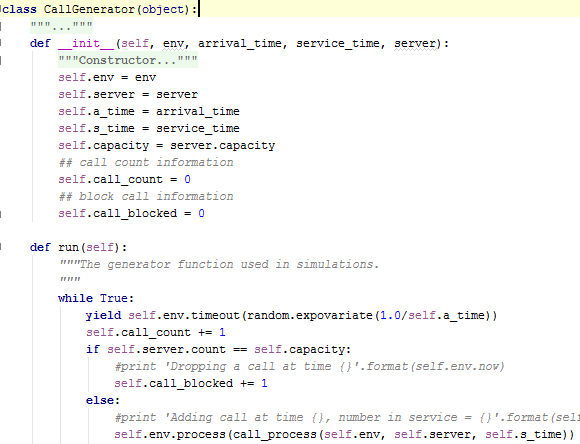 class CallGenerator(object):
"""..."""
def __init__(self, env, arrival_time, service_time, server):
"""Constructor..."""
self.env = env
self.server = server
self.a_time = arrival_time
self.s_time = service_time
self.capacity = server.capacity
## call count information
self.call_count = 0
## block call information
self.call_blocked = 0
def run(self):
"""The generator function used in simulations.
"""
while True:
yield self.env.timeout(random.expovariate(1.0/self.a_time))
self.call_count += 1
if self.server.count == self.capacity:
#print 'Dropping a call at time {}'.format(self.env.now)
self.call_blocked += 1
else:
#print 'Adding call at time {}, number in service = {}'.format(self
self.env.process(call_process(self.env, self.server, self.s_time))